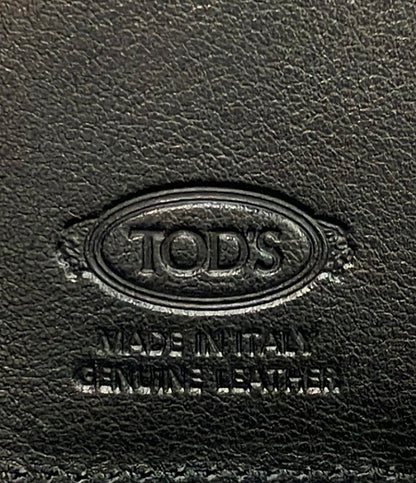 TOD'S
MADE IN ITALY
GENUINE LEATHER